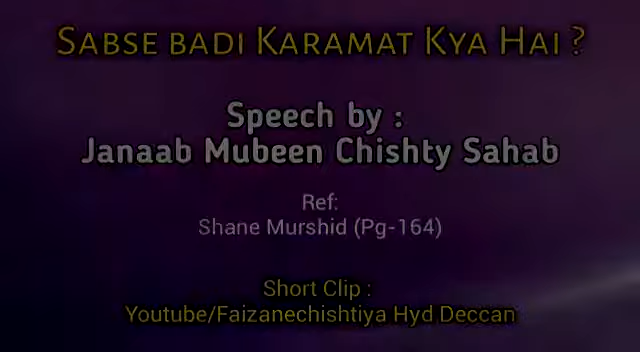 Sabse badi Karamat Kya Hai ?
Speech by :
Janaab Mubeen Chishty Sahab
Ref:
Shane Murshid (Pg-164)
Short Clip :
Youtube/Faizanechishtiya Hyd Deccan